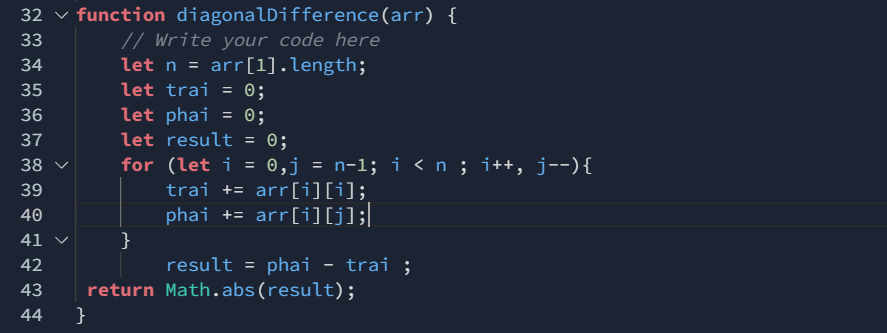 32 function diagonalDifference(arr) {
33     // Write your code here
34     let n = arr[1].length;
35     let trai = 0;
36     let phai = 0;
37     let result = 0;
38     for (let i = 0,j = n-1; i < n ; i++, j--){
39         trai += arr[i][i];
40         phai += arr[i][j];
41     }
42         result = phai - trai ;
43  return Math.abs(result);
44 }